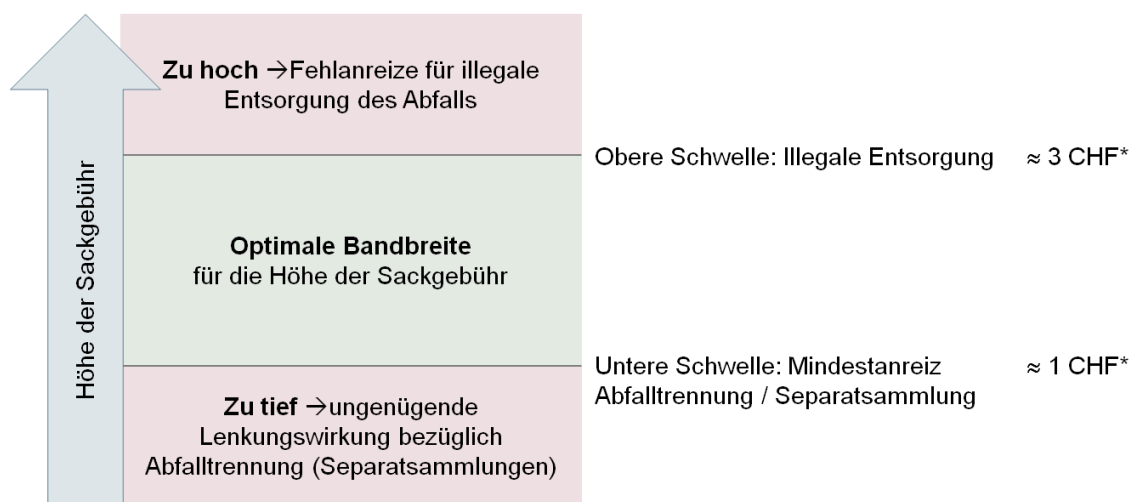 Zu hoch →Fehlanreize für illegale
Entsorgung des Abfalls
Obere Schwelle: Illegale Entsorgung ≈ 3 CHF*
Optimale Bandbreite
für die Höhe der Sackgebühr
Höhe der Sackgebühr
Untere Schwelle: Mindestanreiz ≈ 1 CHF*
Abfalltrennung / Separatsammlung
Zu tief →ungenügende
Lenkungswirkung bezüglich
Abfalltrennung (Separatsammlungen)